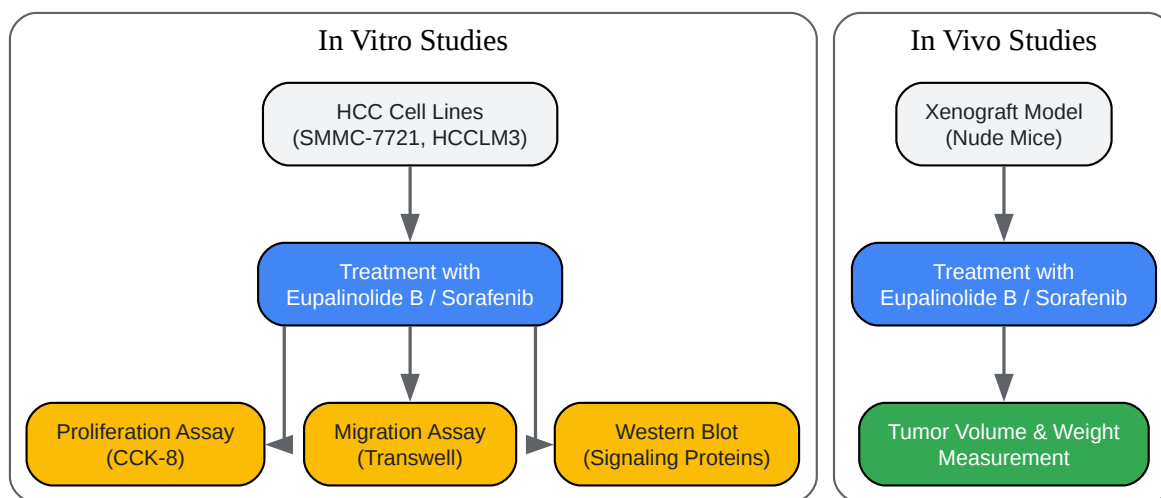 In Vitro Studies
HCC Cell Lines
(SMMC-7721, HCCLM3)
Treatment with
Eupalinolide B / Sorafenib
Proliferation Assay
(CCK-8)
Migration Assay
(Transwell)
Western Blot
(Signaling Proteins)
In Vivo Studies
Xenograft Model
(Nude Mice)
Treatment with
Eupalinolide B / Sorafenib
Tumor Volume & Weight
Measurement